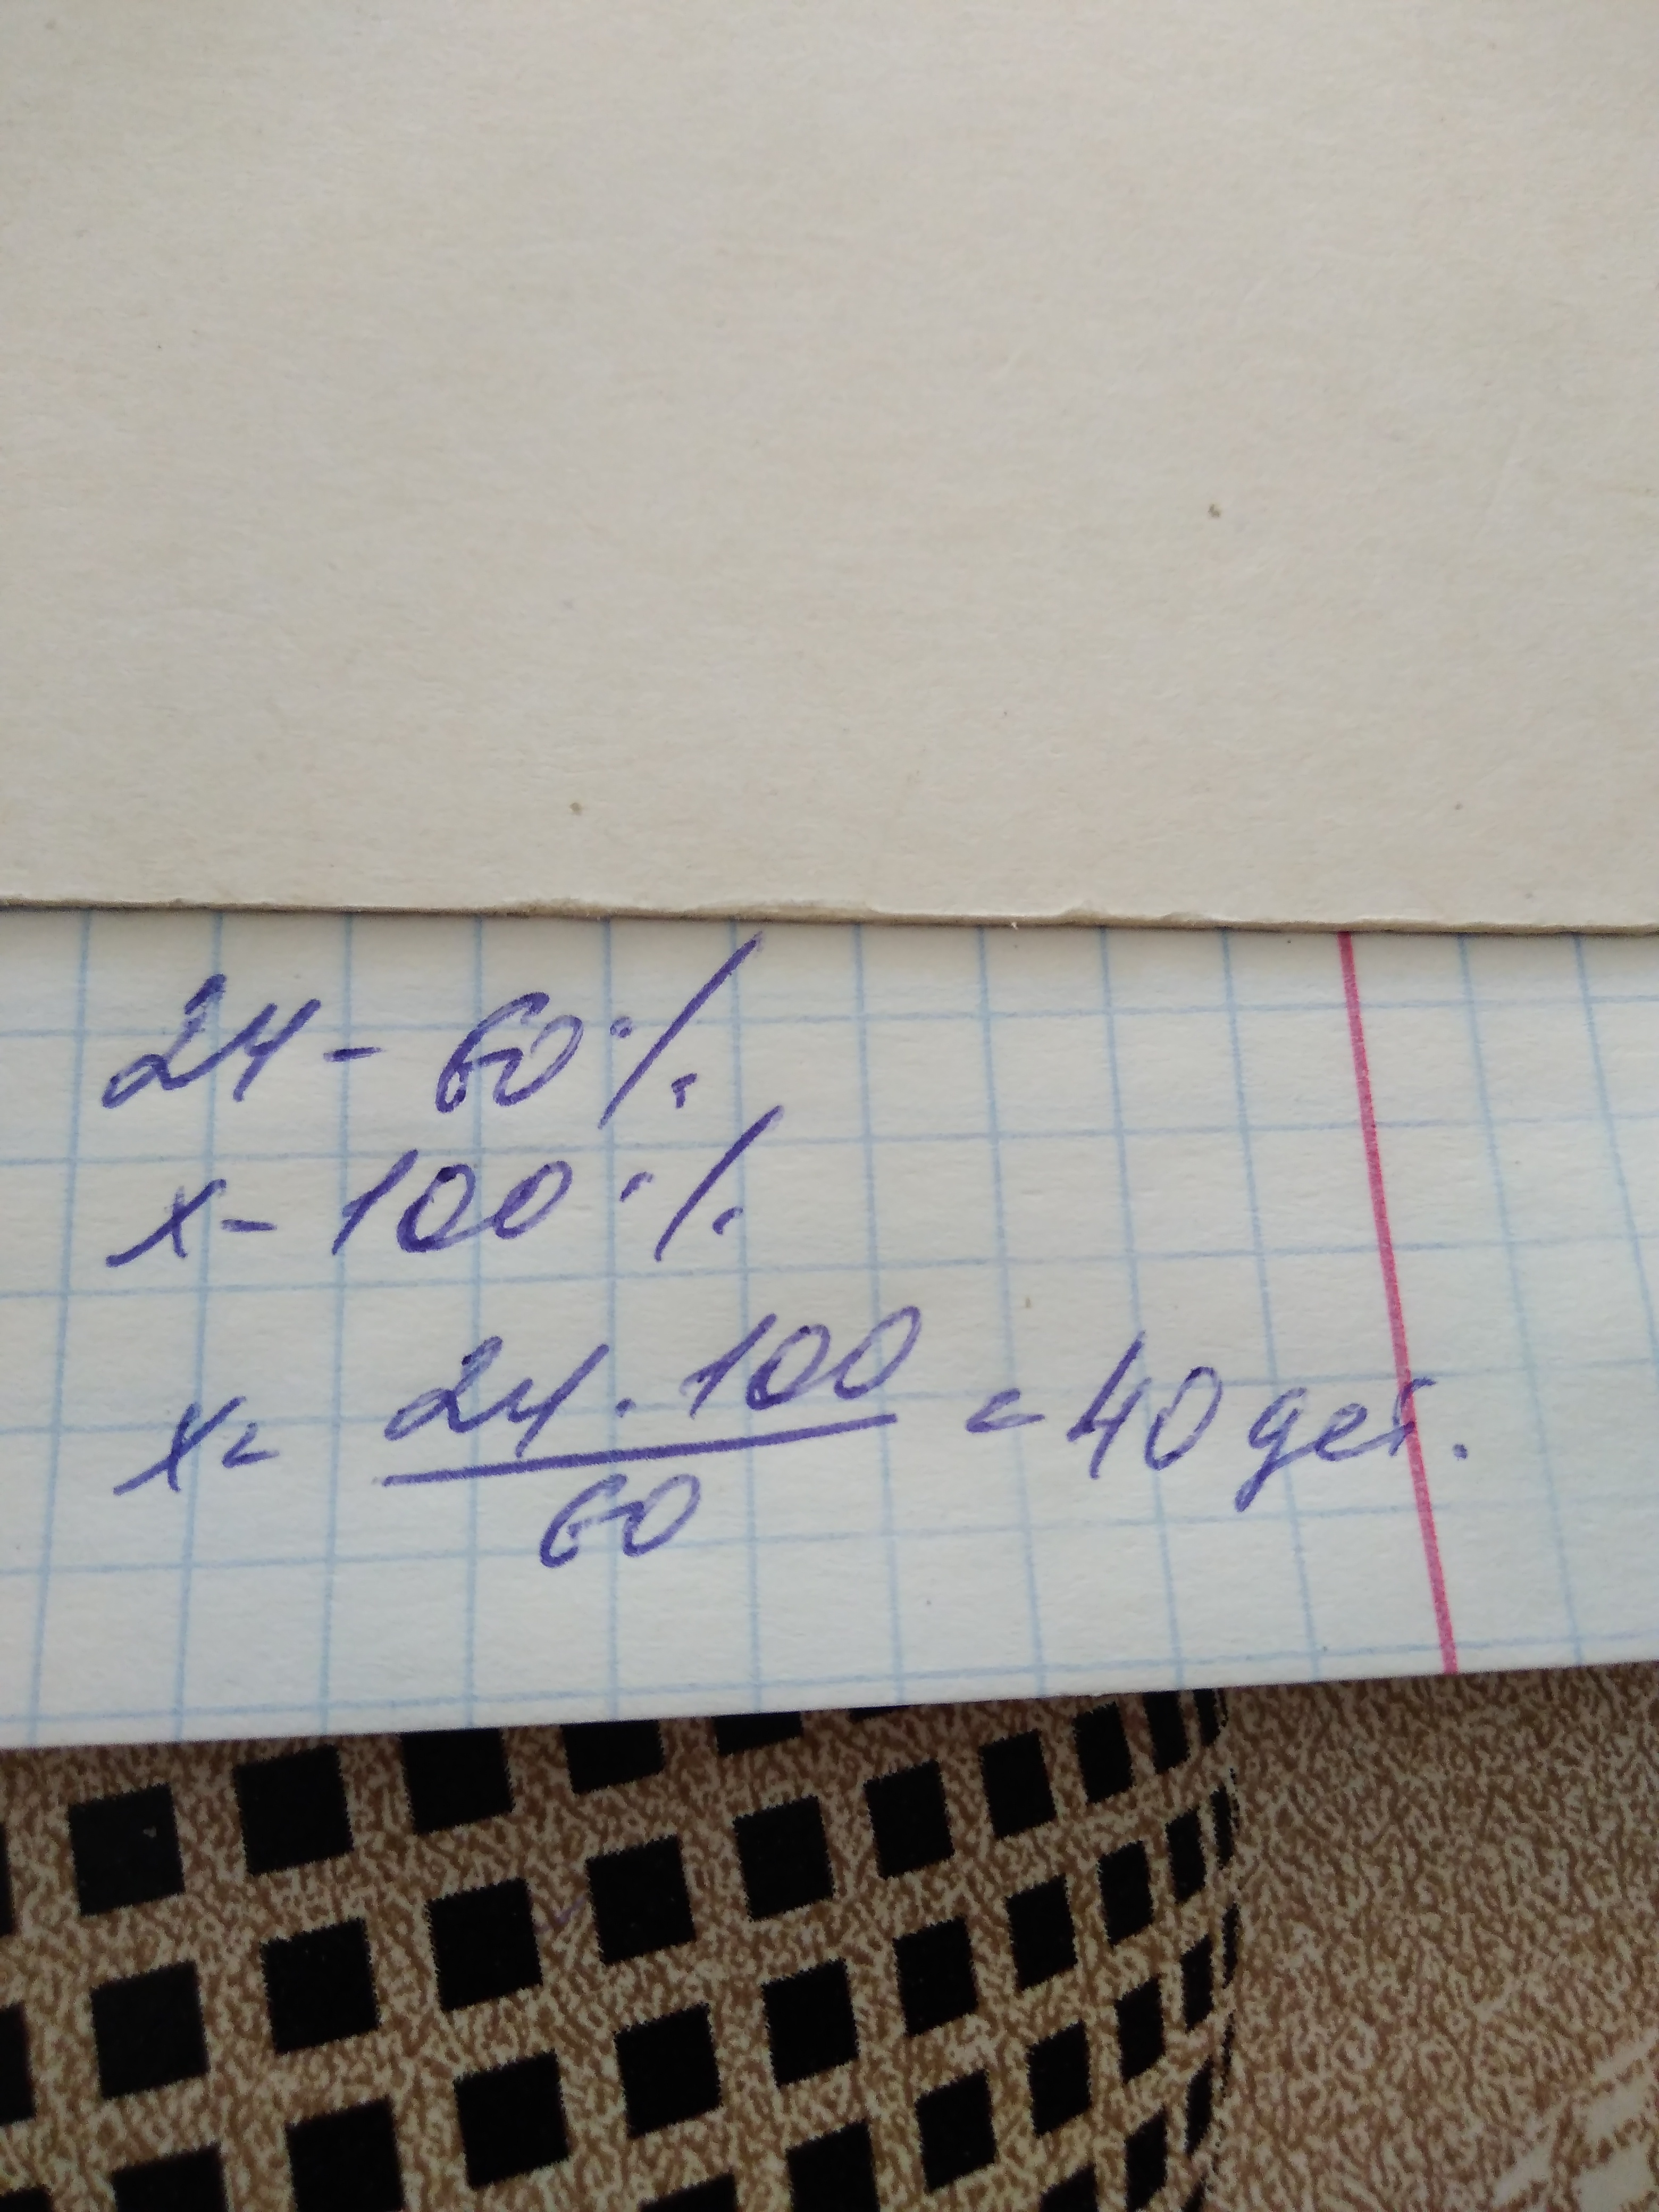 24 - 60%
x - 100%
x = 24 · 100 / 60 = 40 дет.